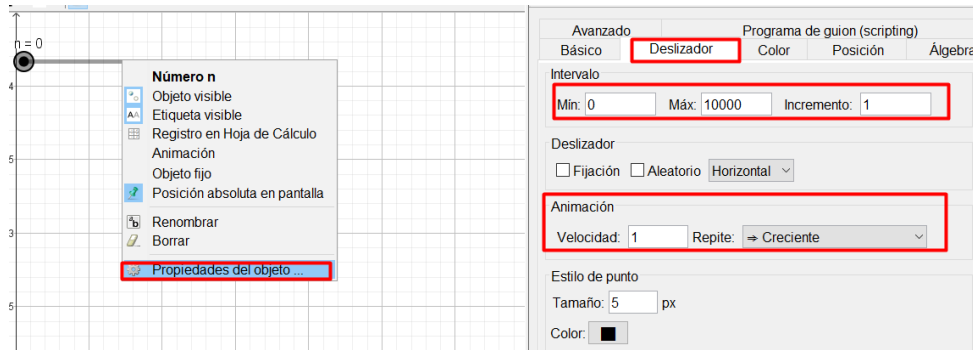 n = 0
4
5
3
5
Número n
Objeto visible
AA Etiqueta visible
Registro en Hoja de Cálculo
Animación
Objeto fijo
Posición absoluta en pantalla
ab Renombrar
Borrar
Propiedades del objeto ...
Avanzado Programa de guion (scripting)
Básico Deslizador Color Posición Álgebra
Intervalo
Mín: 0 Máx: 10000 Incremento: 1
Deslizador
Fijación Aleatorio Horizontal
Animación
Velocidad: 1 Repite: ⇒ Creciente
Estilo de punto
Tamaño: 5 px
Color: